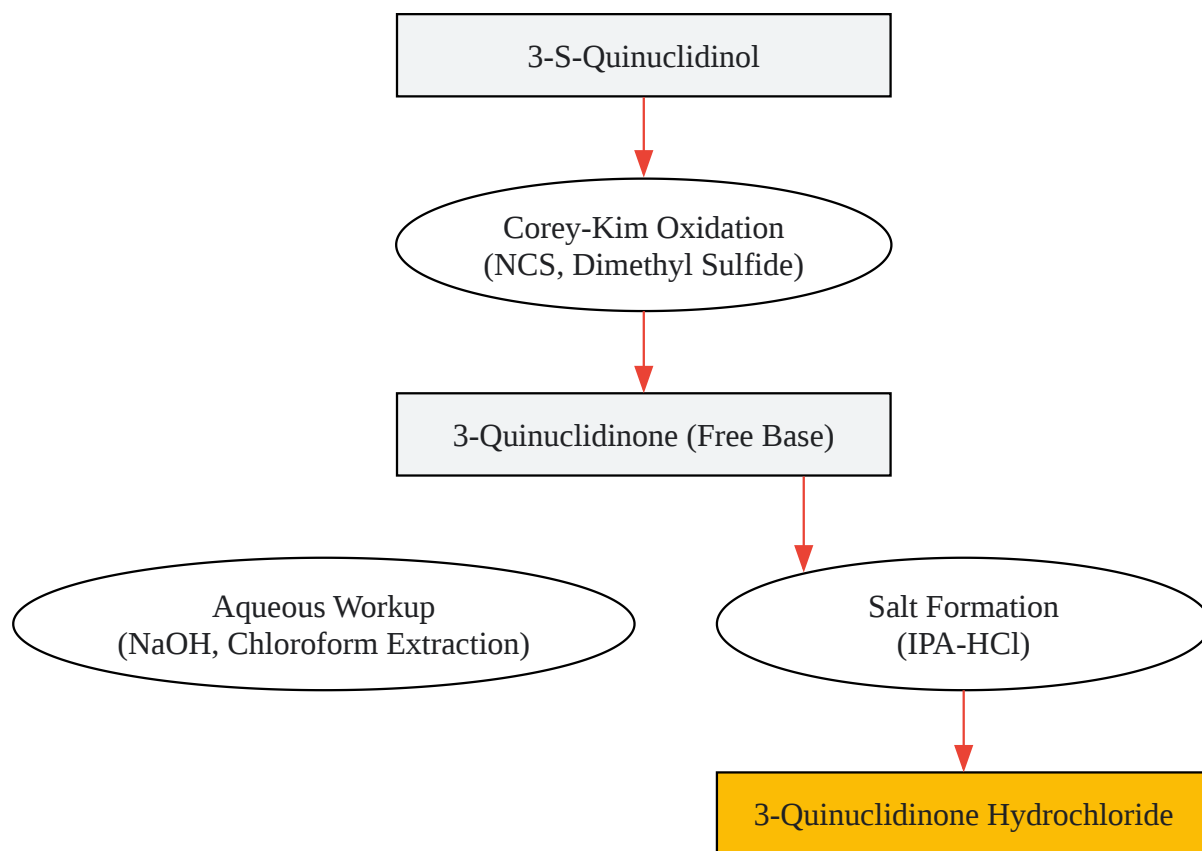 3-S-Quinuclidinol
Corey-Kim Oxidation
(NCS, Dimethyl Sulfide)
3-Quinuclidinone (Free Base)
Aqueous Workup
(NaOH, Chloroform Extraction)
Salt Formation
(IPA-HCl)
3-Quinuclidinone Hydrochloride